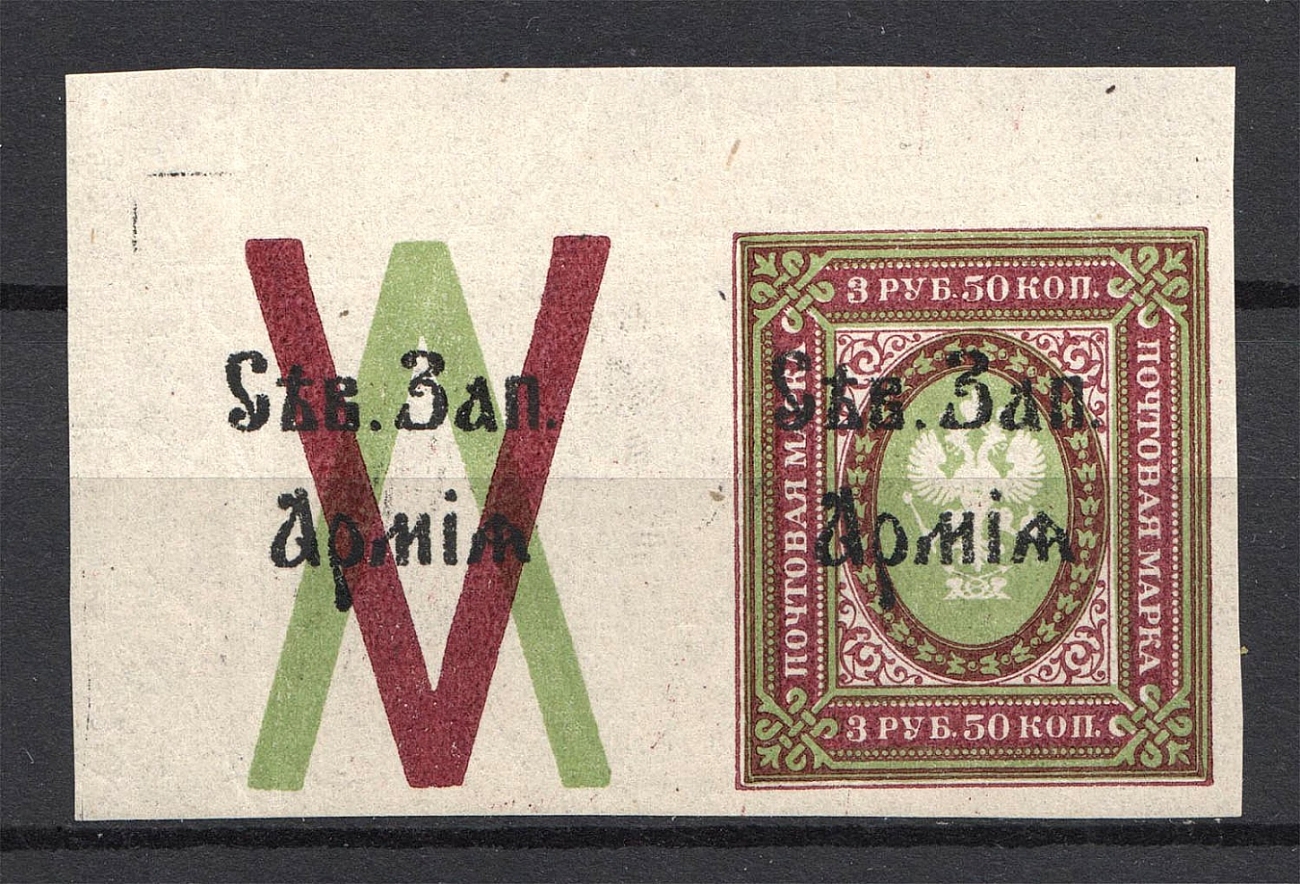 Сѣв. Зап.
Армія
3 РУБ. 50 КОП.
ПОЧТОВАЯ МАРКА
Сѣв. Зап.
Армія
ПОЧТОВАЯ МАРКА
3 РУБ. 50 КОП.